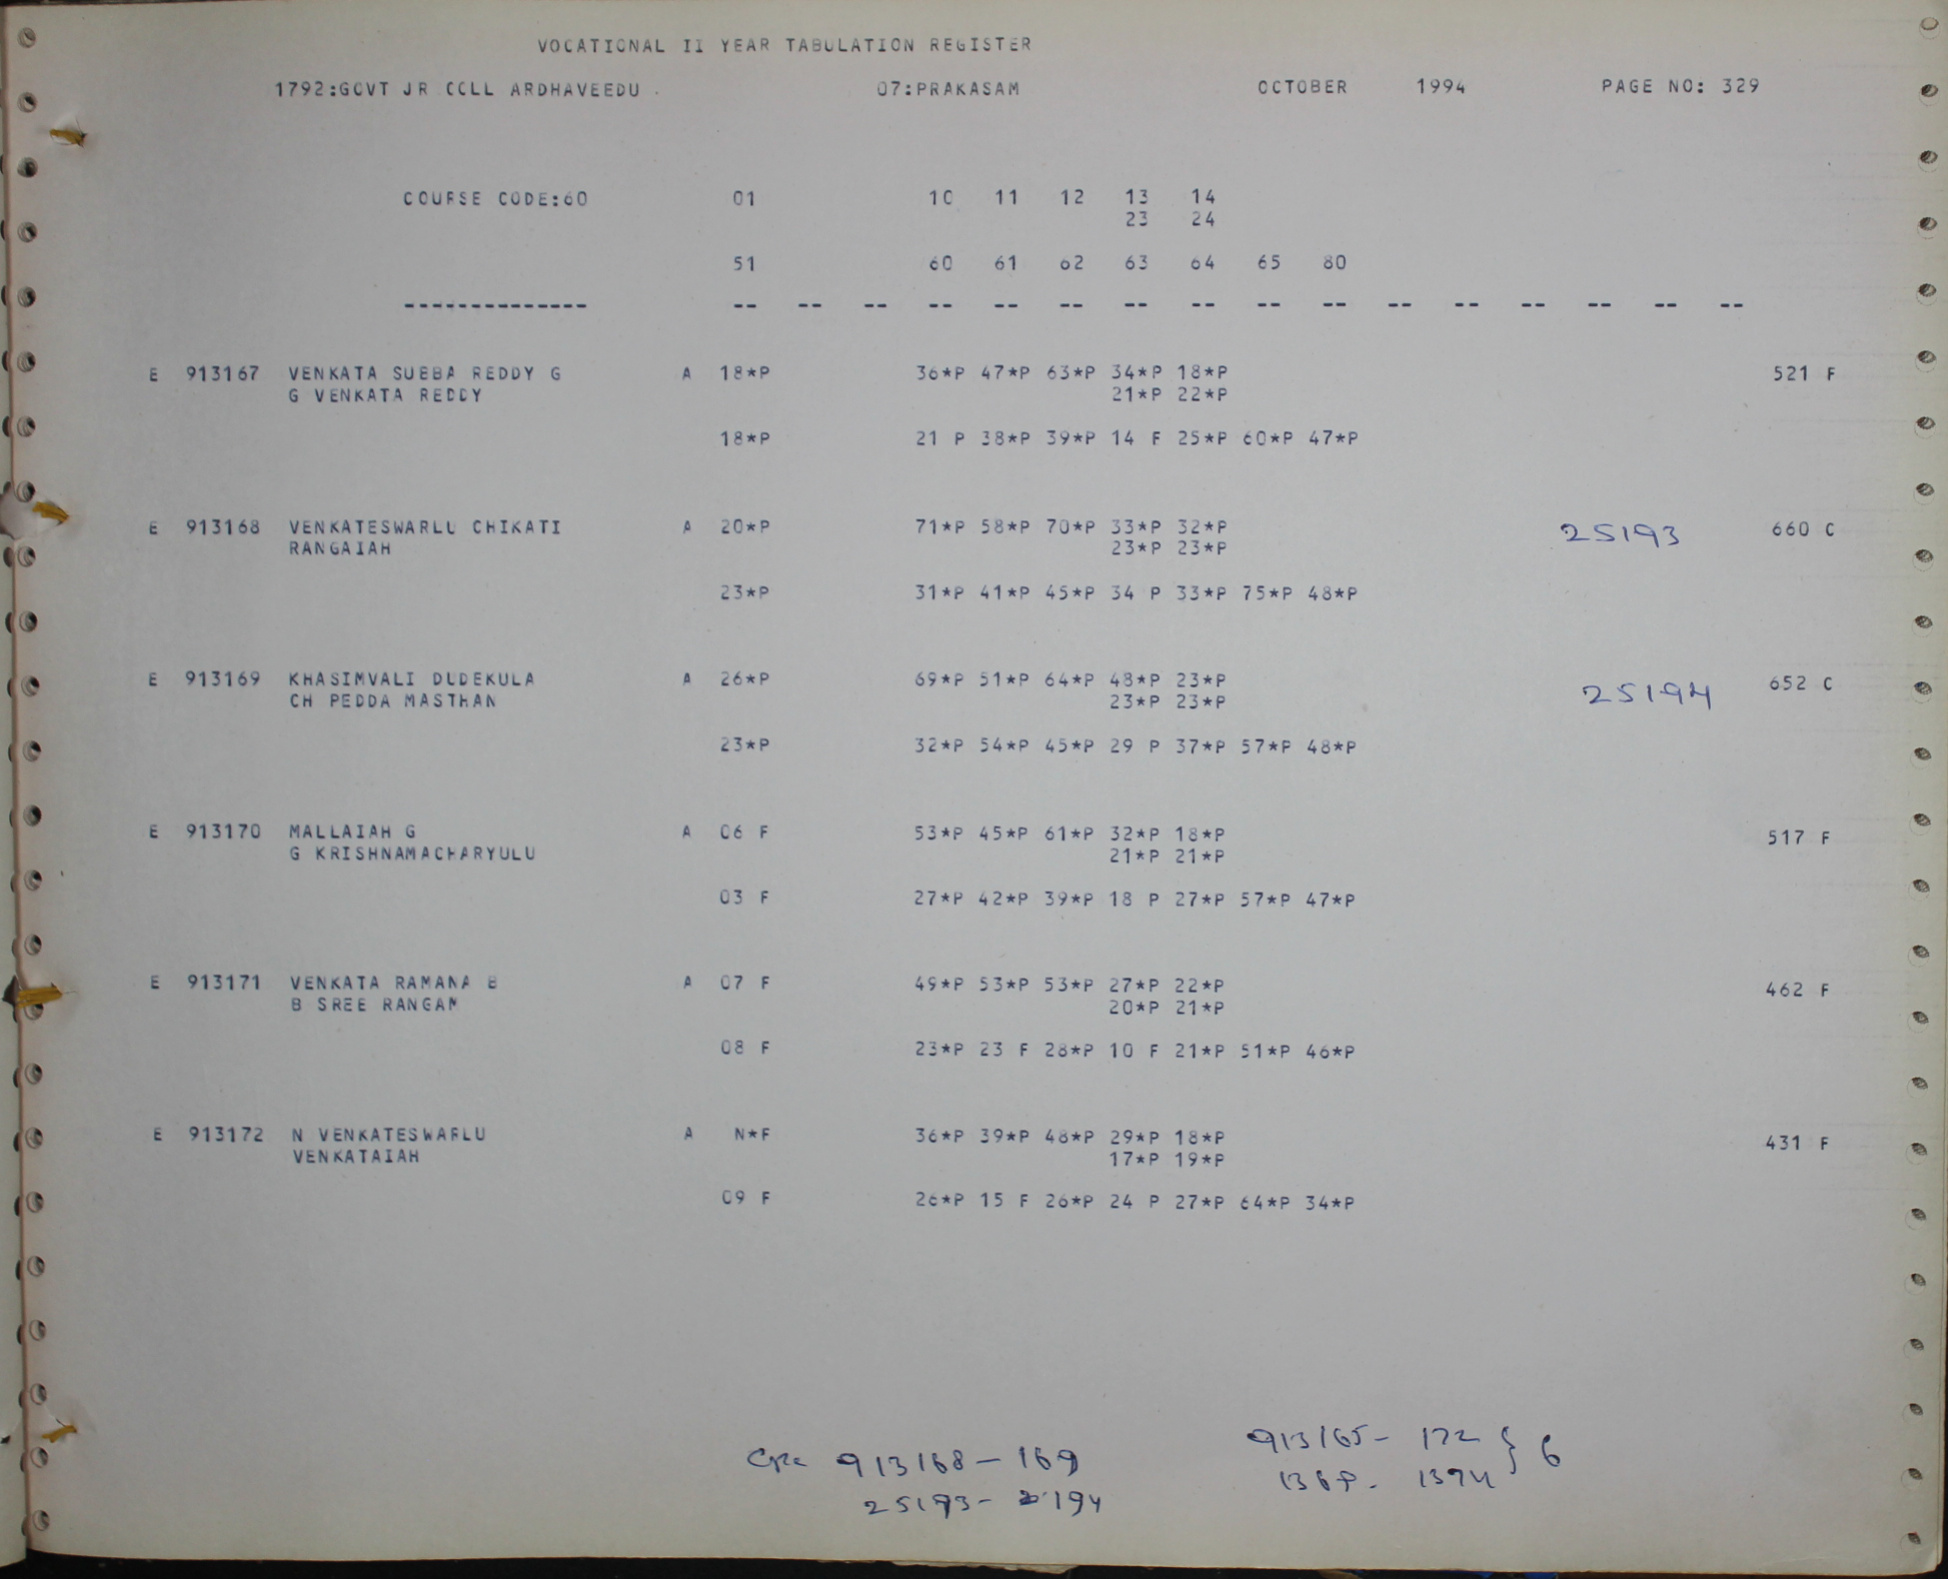 VOCATIONAL II YEAR TABULATION REGISTER
1792:GOVT JR COLL ARDHAVEEDU 07:PRAKASAM OCTOBER 1994 PAGE NO: 329
COURSE CODE:60 01 10 11 12 13 14
23 24
51 60 61 62 63 64 65 80
-------------- -- -- -- -- -- -- -- -- -- -- -- -- -- -- -- --
E 913167 VENKATA SUBBA REDDY G A 18*P 36*P 47*P 63*P 34*P 18*P 521 F
G VENKATA REDDY 21*P 22*P
18*P 21 P 38*P 39*P 14 F 25*P 60*P 47*P
E 913168 VENKATESWARLU CHIKATI A 20*P 71*P 58*P 70*P 33*P 32*P 25193 660 C
RANGAIAH 23*P 23*P
23*P 31*P 41*P 45*P 34 P 33*P 75*P 48*P
E 913169 KHASIMVALI DUDEKULA A 26*P 69*P 51*P 64*P 48*P 23*P 25194 652 C
CH PEDDA MASTHAN 23*P 23*P
23*P 32*P 54*P 45*P 29 P 37*P 57*P 48*P
E 913170 MALLAIAH G A 06 F 53*P 45*P 61*P 32*P 18*P 517 F
G KRISHNAMACHARYULU 21*P 21*P
03 F 27*P 42*P 39*P 18 P 27*P 57*P 47*P
E 913171 VENKATA RAMANA B A 07 F 49*P 53*P 53*P 27*P 22*P 462 F
B SREE RANGAM 20*P 21*P
08 F 23*P 23 F 28*P 10 F 21*P 51*P 46*P
E 913172 N VENKATESWARLU A N*F 36*P 39*P 48*P 29*P 18*P 431 F
VENKATAIAH 17*P 19*P
09 F 26*P 15 F 26*P 24 P 27*P 64*P 34*P
913168-169
25193-194
913165-172 } 6